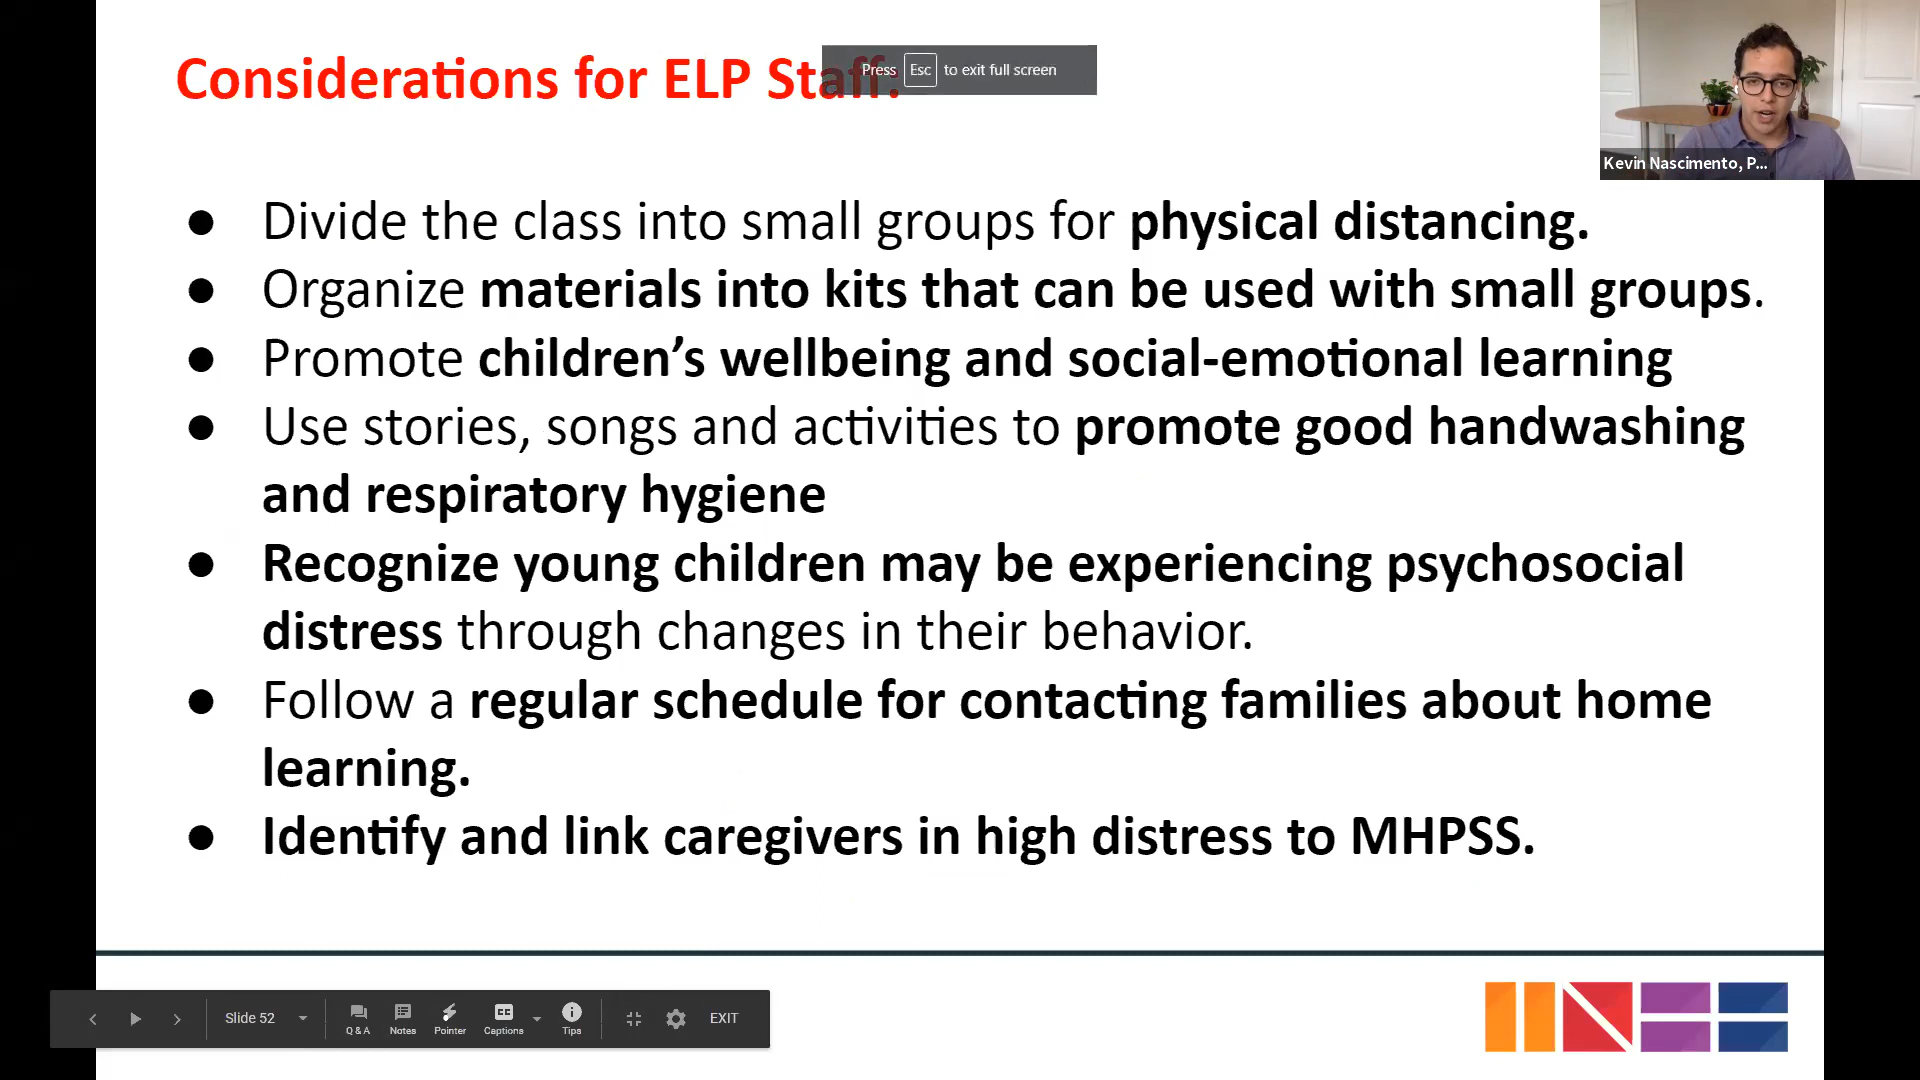 Considerations for ELP Staff:
Press Esc to exit full screen
Kevin Nascimento, P...
● Divide the class into small groups for physical distancing.
● Organize materials into kits that can be used with small groups.
● Promote children’s wellbeing and social-emotional learning
● Use stories, songs and activities to promote good handwashing
and respiratory hygiene
● Recognize young children may be experiencing psychosocial
distress through changes in their behavior.
● Follow a regular schedule for contacting families about home
learning.
● Identify and link caregivers in high distress to MHPSS.
Slide 52
Q & A
Notes
Pointer
CC
Captions
Tips
EXIT
INEE